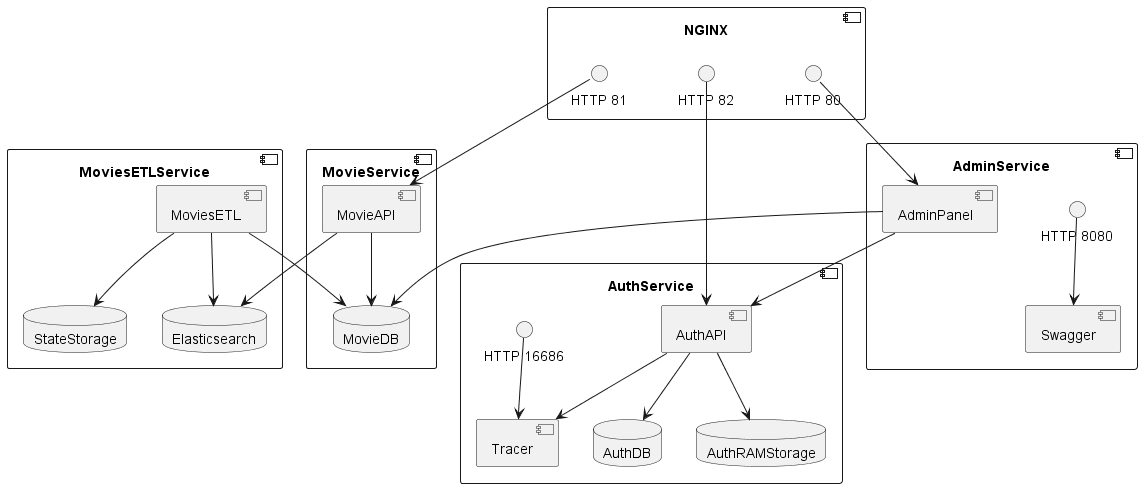 NGINX
HTTP 81
HTTP 82
HTTP 80
MoviesETLService
MovieService
AdminService
MoviesETL
MovieAPI
AdminPanel
HTTP 8080
AuthService
StateStorage
Elasticsearch
MovieDB
AuthAPI
Swagger
HTTP 16686
Tracer
AuthDB
AuthRAMStorage